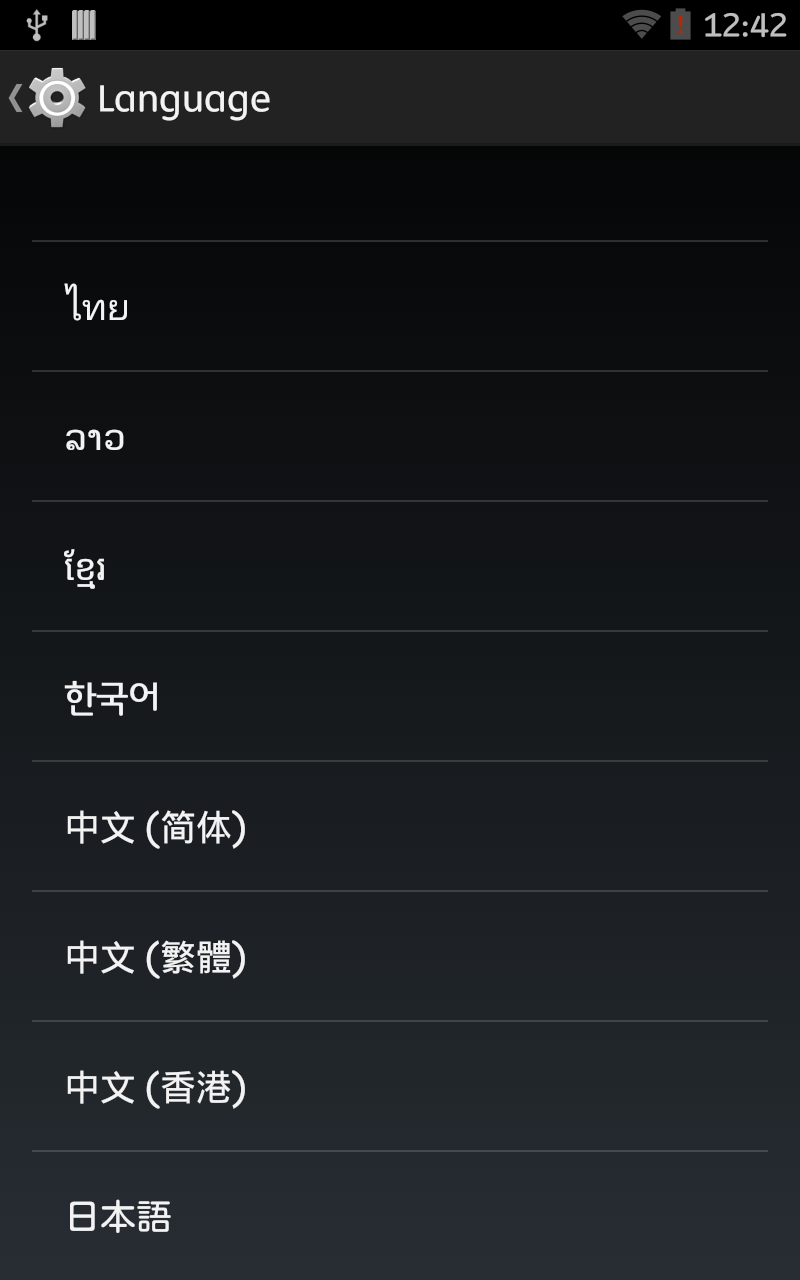 12:42
Language
ไทย
ລາວ
ខ្មែរ
한국어
中文 (简体)
中文 (繁體)
中文 (香港)
日本語